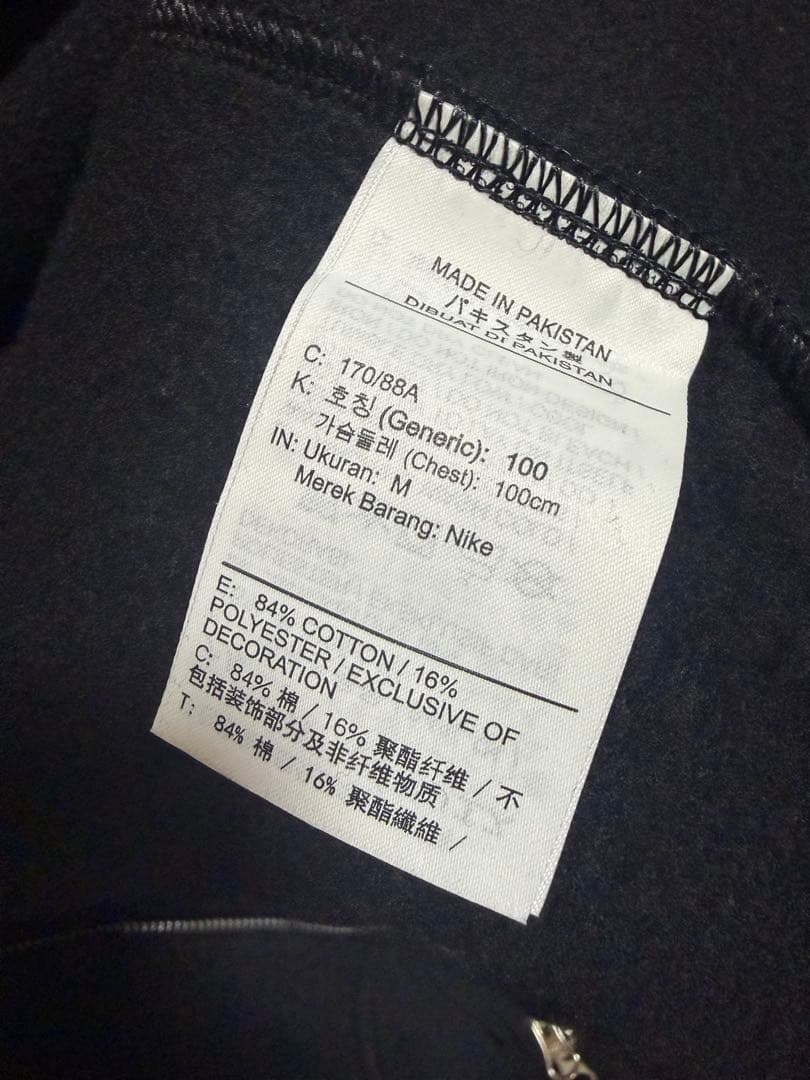 MADE IN PAKISTAN
パキスタン製
DIBUAT DI PAKISTAN
C: 170/88A
K: 호칭 (Generic): 100
가슴둘레 (Chest): 100cm
IN: Ukuran: M
Merek Barang: Nike
E: 84% COTTON / 16%
POLYESTER / EXCLUSIVE OF
DECORATION
C: 84% 棉 / 16% 聚酯纤维 / 不
包括装饰部分及非纤维物质
T: 84% 棉 / 16% 聚酯纖維 /